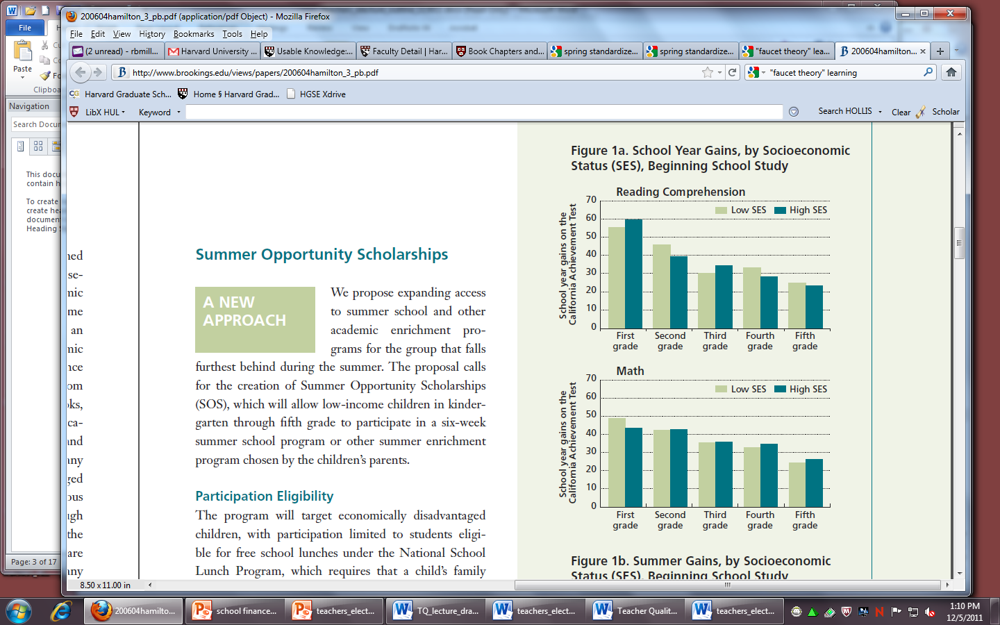 200604hamilton_3_pb.pdf (application/pdf Object) - Mozilla Firefox
File
File Edit View History Bookmarks Tools Help
(2 unread) - rbmill... Harvard University ... Usable Knowledge:... Faculty Detail | Har... Book Chapters and... spring standardize... spring standardize... "faucet theory" lea... 200604hamilton...
http://www.brookings.edu/views/papers/200604hamilton_3_pb.pdf
"faucet theory" learning
Harvard Graduate Sch... Home § Harvard Grad... HGSE Xdrive
LibX HUL Keyword Search HOLLIS Clear Scholar
Paste
Cu
Co
Fo
Clipboa
Navigation
Search Docum
This docu
contain h
To create
create hea
document
Heading S
Page: 3 of 17
ned
se-
nic
me
an
mic
nce
om
ks,
ca-
and
ny
ged
ous
gh
the
are
ny
Summer Opportunity Scholarships
A NEW
APPROACH
We propose expanding access
to summer school and other
academic enrichment pro-
grams for the group that falls
furthest behind during the summer. The proposal calls
for the creation of Summer Opportunity Scholarships
(SOS), which will allow low-income children in kinder-
garten through fifth grade to participate in a six-week
summer school program or other summer enrichment
program chosen by the children's parents.
Participation Eligibility
The program will target economically disadvantaged
children, with participation limited to students eligi-
ble for free school lunches under the National School
Lunch Program, which requires that a child's family
Figure 1a. School Year Gains, by Socioeconomic
Status (SES), Beginning School Study
Reading Comprehension
Low SES High SES
School year gains on the
California Achievement Test
70
60
50
40
30
20
10
0
First grade
Second grade
Third grade
Fourth grade
Fifth grade
Math
Low SES High SES
School year gains on the
California Achievement Test
70
60
50
40
30
20
10
0
First grade
Second grade
Third grade
Fourth grade
Fifth grade
Figure 1b. Summer Gains, by Socioeconomic
Status (SES), Beginning School Study
8.50 x 11.00 in
200604hamilto... school finance... teachers_elect... TQ_lecture_dra... teachers_elect... Teacher Qualit... teachers_elect...
1:10 PM
12/5/2011